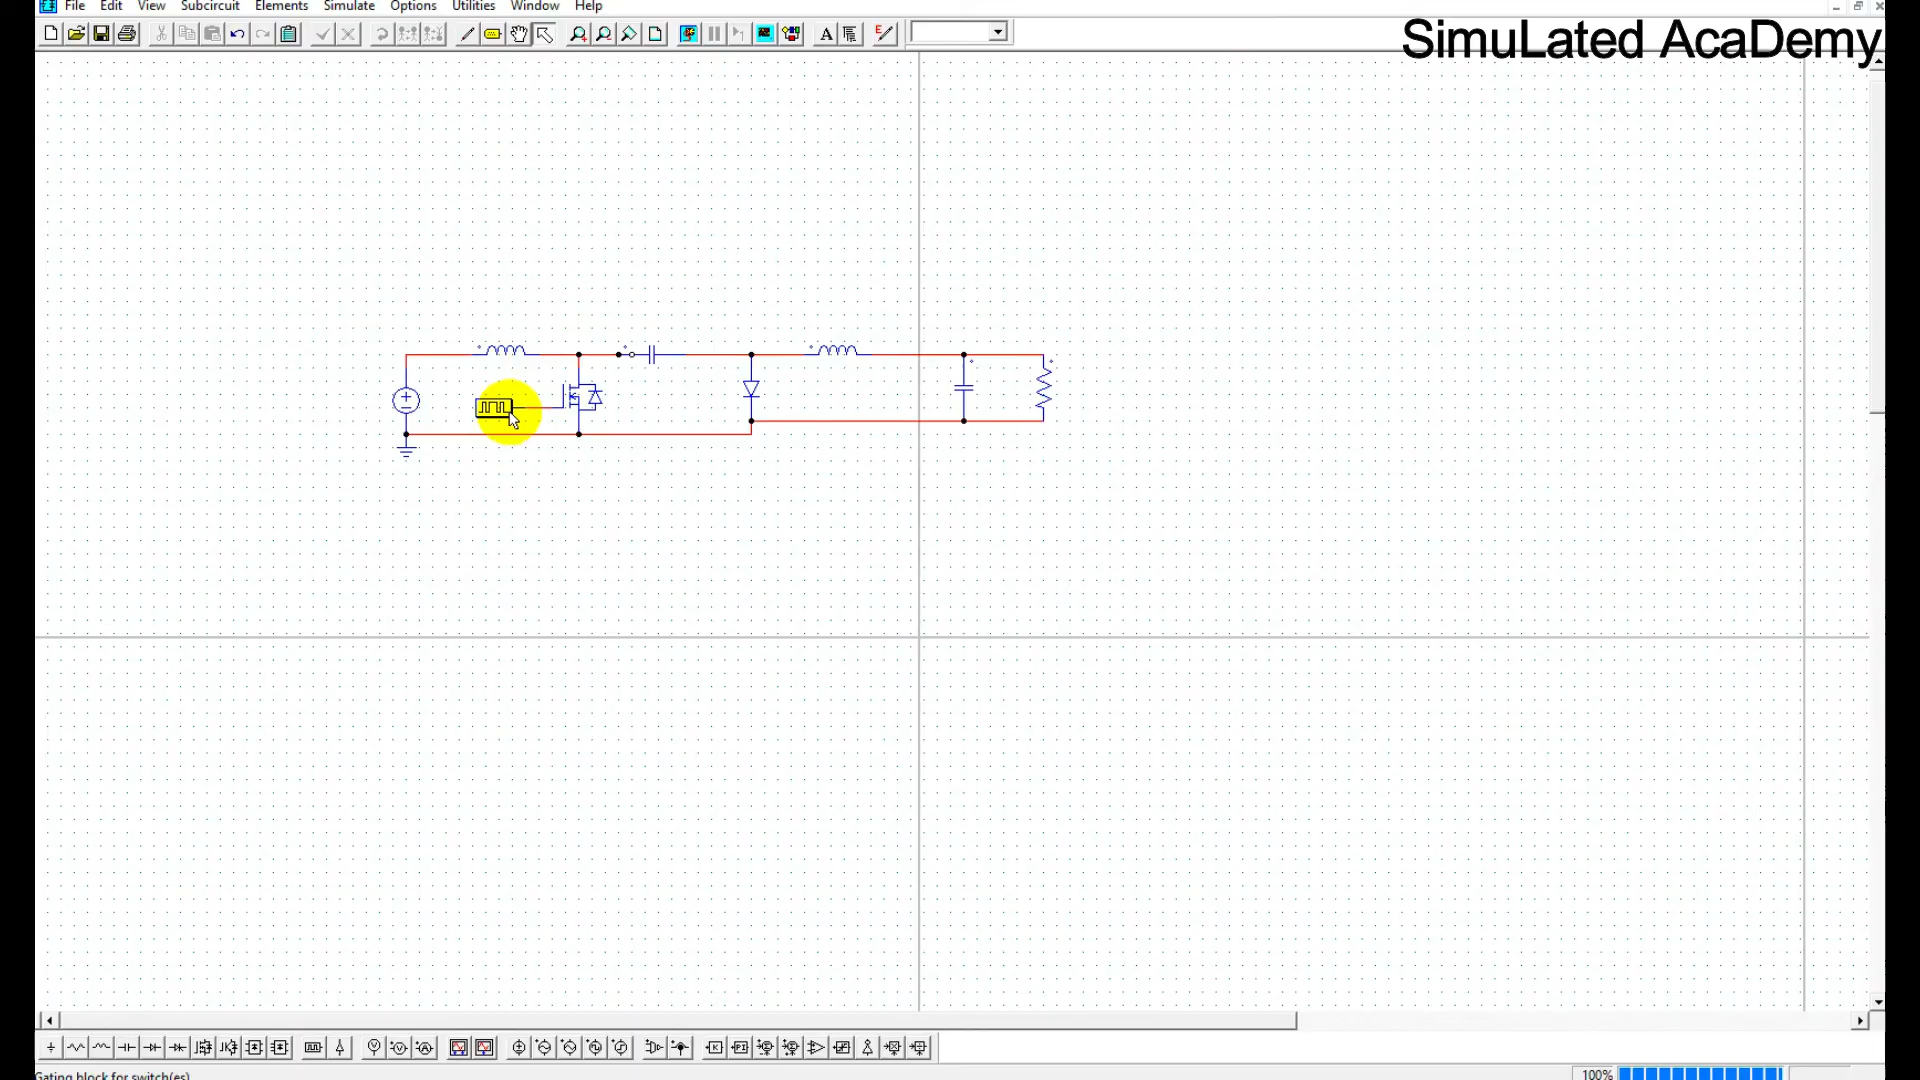 File Edit View Subcircuit Elements Simulate Options Utilities Window Help
SimuLated AcaDemy
Gating block for switch(es)
100%